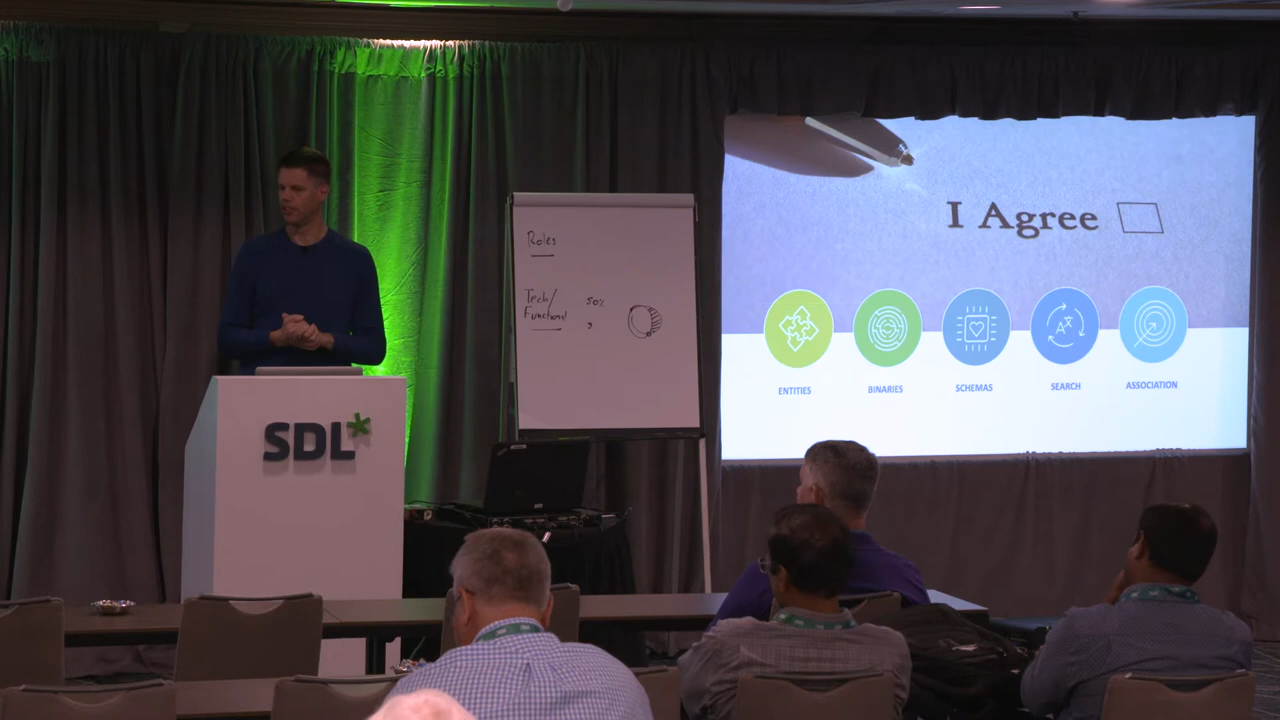 SDL*
Roles
Tech/
Functional
50%
I Agree
ENTITIES
BINARIES
SCHEMAS
SEARCH
ASSOCIATION